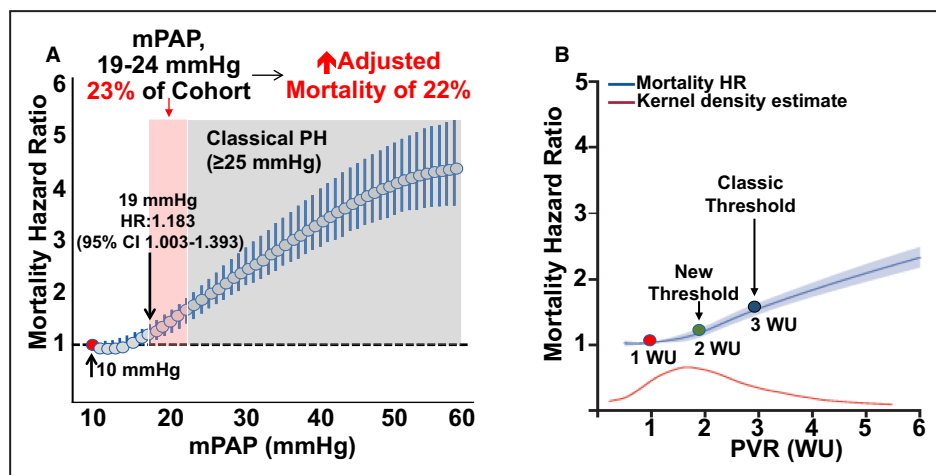 A
mPAP,
19-24 mmHg
23% of Cohort
Adjusted
Mortality of 22%
Classical PH
(≥25 mmHg)
19 mmHg
HR:1.183
(95% CI 1.003-1.393)
10 mmHg
Mortality Hazard Ratio
6
5
4
3
2
1
10
20
30
40
50
60
mPAP (mmHg)
B
Mortality HR
Kernel density estimate
Classic
Threshold
New
Threshold
1 WU
2 WU
3 WU
Mortality Hazard Ratio
5
4
3
2
1
0
1
2
3
4
5
6
PVR (WU)